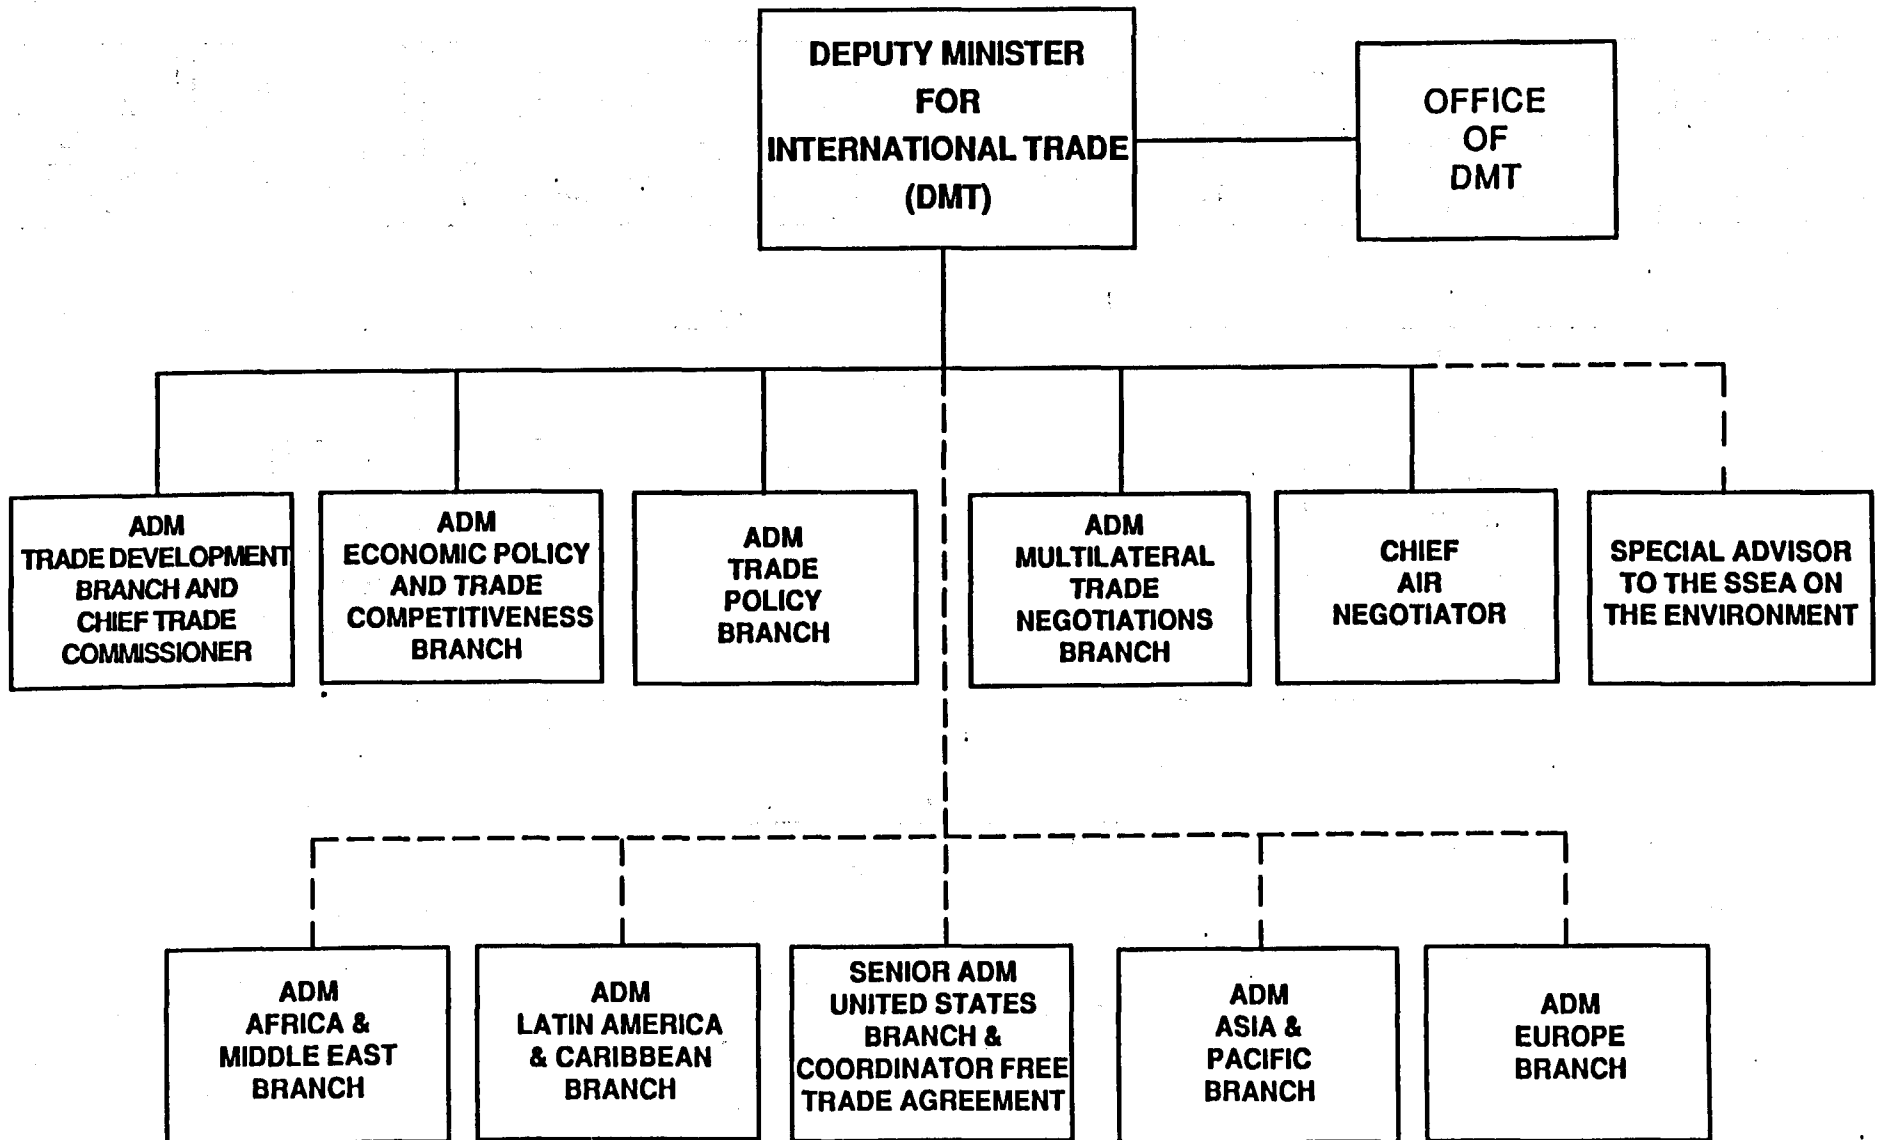 DEPUTY MINISTER
FOR
INTERNATIONAL TRADE
(DMT)
OFFICE
OF
DMT
ADM
TRADE DEVELOPMENT
BRANCH AND
CHIEF TRADE
COMMISSIONER
ADM
ECONOMIC POLICY
AND TRADE
COMPETITIVENESS
BRANCH
ADM
TRADE
POLICY
BRANCH
ADM
MULTILATERAL
TRADE
NEGOTIATIONS
BRANCH
CHIEF
AIR
NEGOTIATOR
SPECIAL ADVISOR
TO THE SSEA ON
THE ENVIRONMENT
ADM
AFRICA &
MIDDLE EAST
BRANCH
ADM
LATIN AMERICA
& CARIBBEAN
BRANCH
SENIOR ADM
UNITED STATES
BRANCH &
COORDINATOR FREE
TRADE AGREEMENT
ADM
ASIA &
PACIFIC
BRANCH
ADM
EUROPE
BRANCH